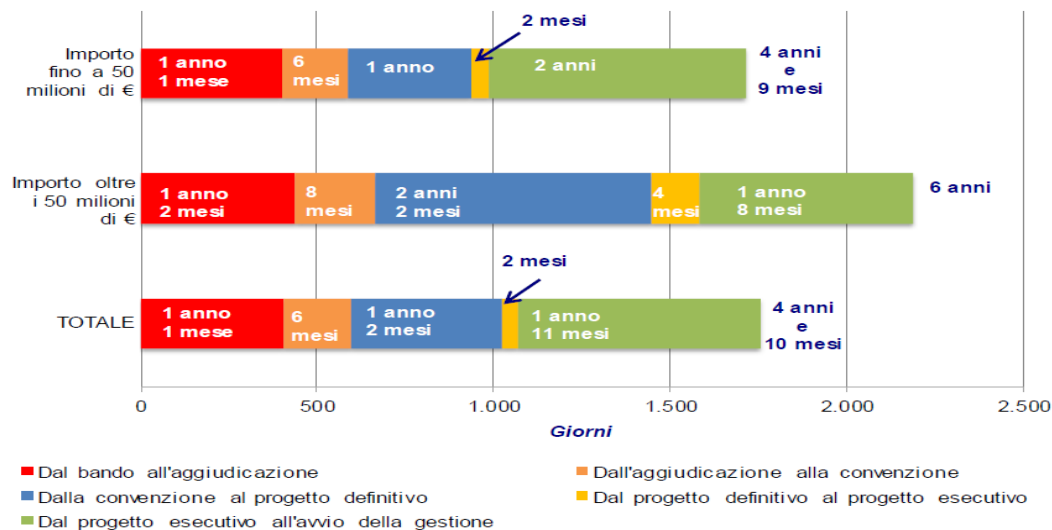 2 mesi
Importo
fino a 50
milioni di €
1 anno
1 mese
6
mesi
1 anno
2 anni
4 anni
e
9 mesi
Importo oltre
i 50 milioni
di €
1 anno
2 mesi
8
mesi
2 anni
2 mesi
4
mesi
1 anno
8 mesi
6 anni
2 mesi
TOTALE
1 anno
1 mese
6
mesi
1 anno
2 mesi
1 anno
11 mesi
4 anni
e
10 mesi
0 500 1.000 1.500 2.000 2.500
Giorni
Dal bando all'aggiudicazione
Dall'aggiudicazione alla convenzione
Dalla convenzione al progetto definitivo
Dal progetto definitivo al progetto esecutivo
Dal progetto esecutivo all'avvio della gestione